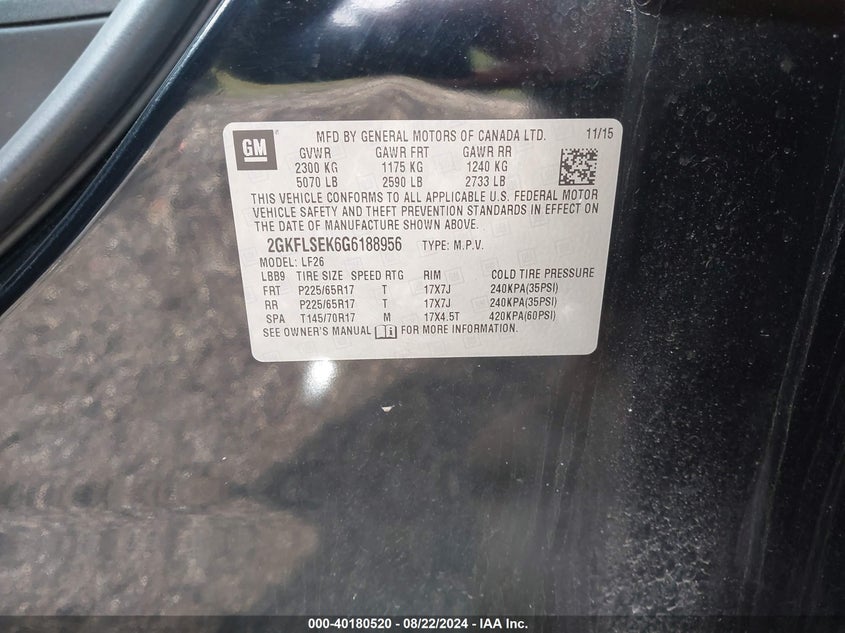 GM MFD BY GENERAL MOTORS OF CANADA LTD. 11/15
GVWR GAWR FRT GAWR RR
2300 KG 1175 KG 1240 KG
5070 LB 2590 LB 2733 LB
THIS VEHICLE CONFORMS TO ALL APPLICABLE U.S. FEDERAL MOTOR
VEHICLE SAFETY AND THEFT PREVENTION STANDARDS IN EFFECT ON
THE DATE OF MANUFACTURE SHOWN ABOVE.
2GKFLSEK6G6188956 TYPE: M.P.V.
MODEL: LF26
LBB9 TIRE SIZE SPEED RTG RIM COLD TIRE PRESSURE
FRT P225/65R17 T 17X7J 240KPA(35PSI)
RR P225/65R17 T 17X7J 240KPA(35PSI)
SPA T145/70R17 M 17X4.5T 420KPA(60PSI)
SEE OWNER'S MANUAL FOR MORE INFORMATION.
000-40180520 - 08/22/2024 - IAA Inc.